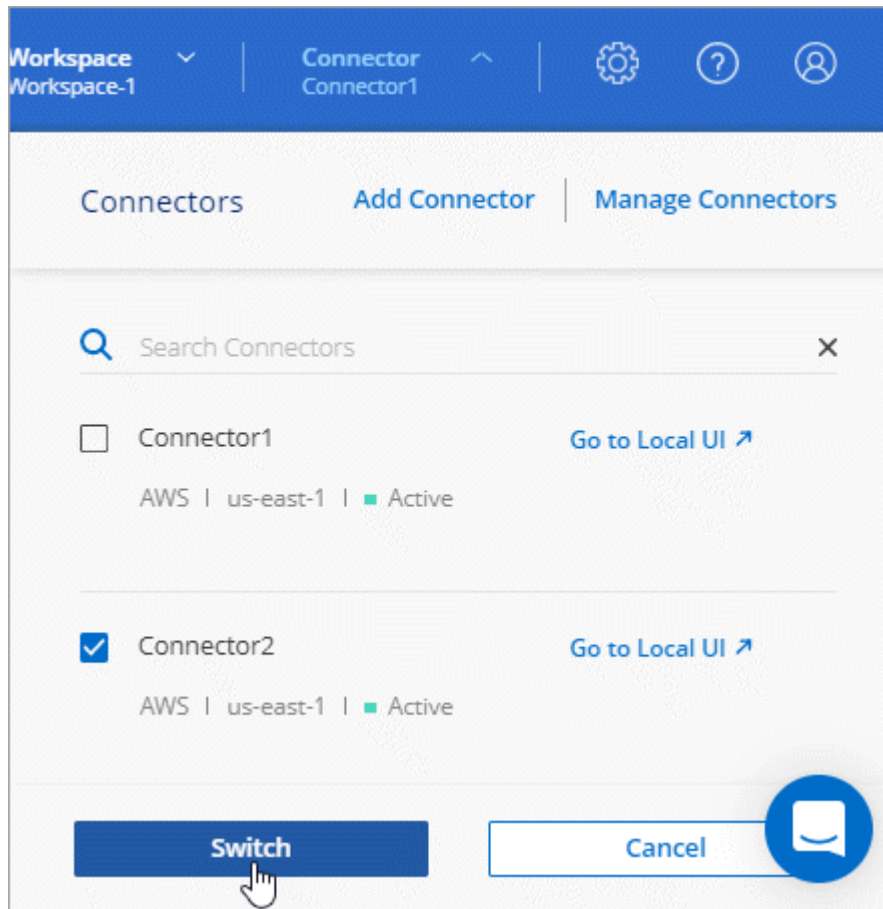 Workspace Connector
Workspace-1 Connector1
Connectors Add Connector Manage Connectors
Search Connectors
Connector1 Go to Local UI
AWS | us-east-1 | Active
Connector2 Go to Local UI
AWS | us-east-1 | Active
Switch Cancel